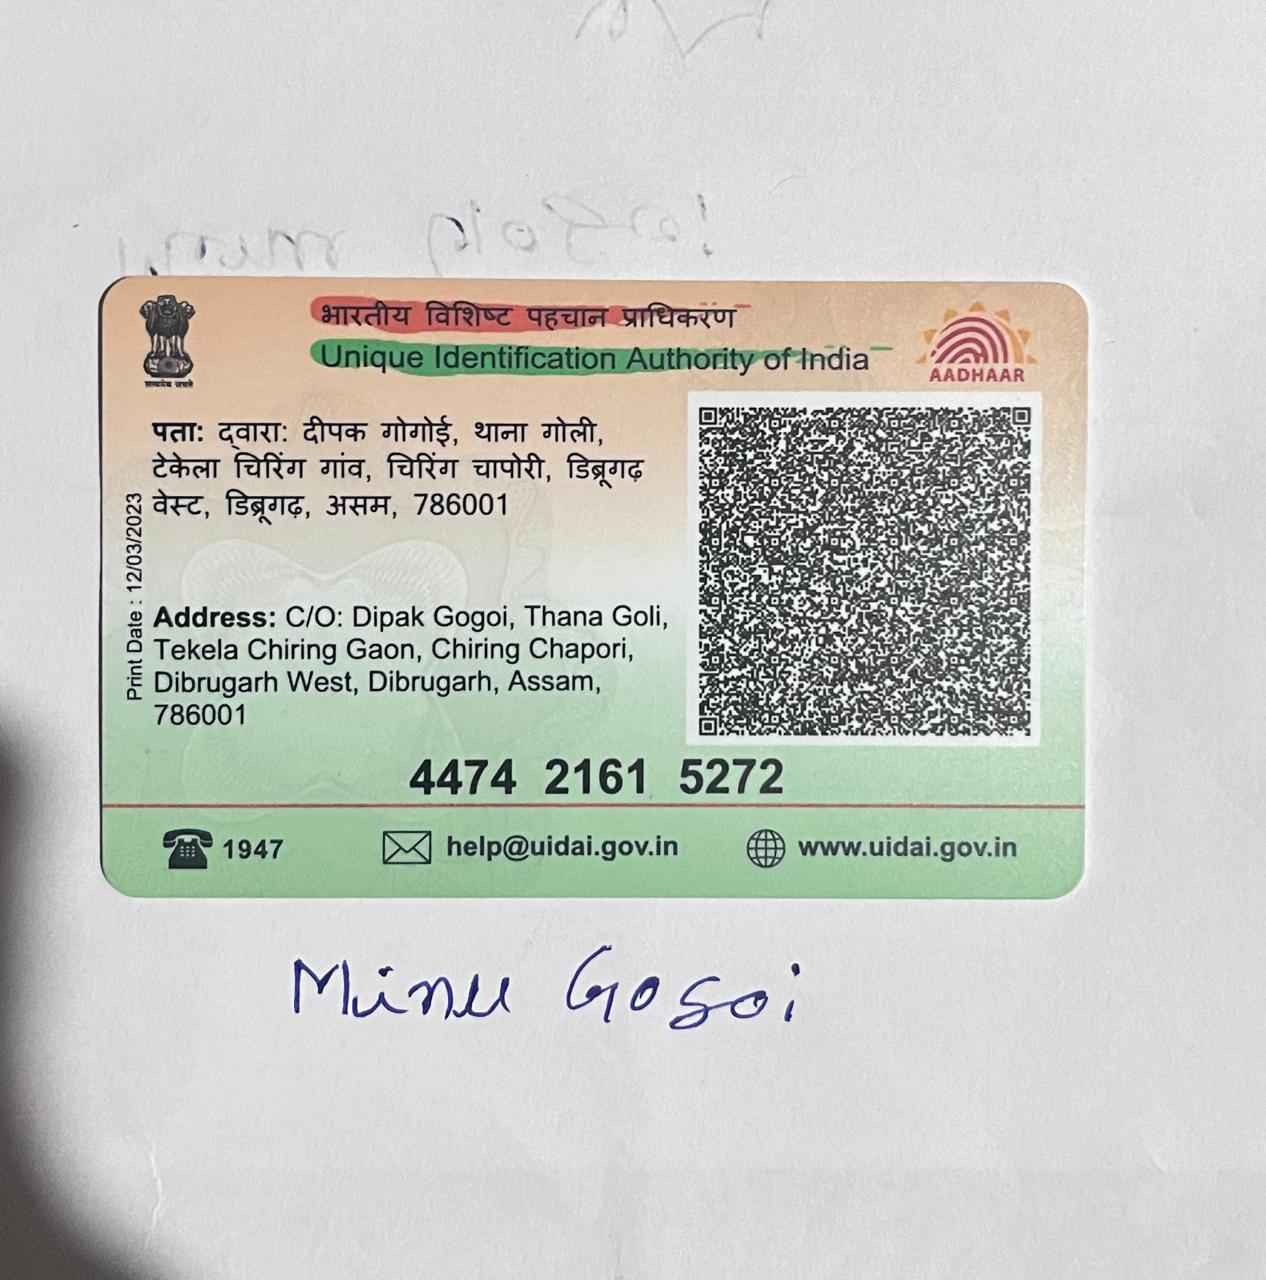 भारतीय विशिष्ट पहचान प्राधिकरण
Unique Identification Authority of India
सत्यमेव जयते
AADHAAR
पता: द्वारा: दीपक गोगोई, थाना गोली,
टेकेला चिरिंग गांव, चिरिंग चापोरी, डिब्रूगढ़
वेस्ट, डिब्रूगढ़, असम, 786001
Print Date : 12/03/2023
Address: C/O: Dipak Gogoi, Thana Goli,
Tekela Chiring Gaon, Chiring Chapori,
Dibrugarh West, Dibrugarh, Assam,
786001
4474 2161 5272
1947
help@uidai.gov.in
www.uidai.gov.in
Minu Gogoi